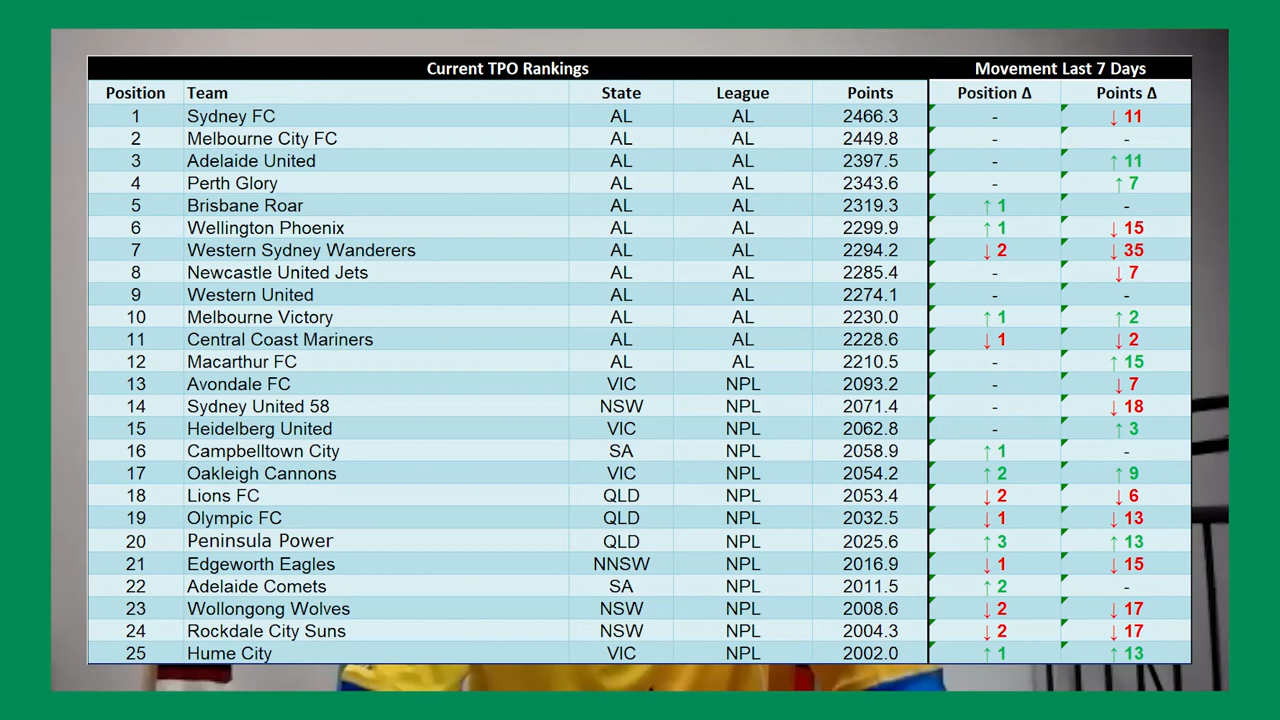 Current TPO Rankings Movement Last 7 Days
Position Team State League Points Position Δ Points Δ
1 Sydney FC AL AL 2466.3 - ↓ 11
2 Melbourne City FC AL AL 2449.8 - -
3 Adelaide United AL AL 2397.5 - ↑ 11
4 Perth Glory AL AL 2343.6 - ↑ 7
5 Brisbane Roar AL AL 2319.3 ↑ 1 -
6 Wellington Phoenix AL AL 2299.9 ↑ 1 ↓ 15
7 Western Sydney Wanderers AL AL 2294.2 ↓ 2 ↓ 35
8 Newcastle United Jets AL AL 2285.4 - ↓ 7
9 Western United AL AL 2274.1 - -
10 Melbourne Victory AL AL 2230.0 ↑ 1 ↑ 2
11 Central Coast Mariners AL AL 2228.6 ↓ 1 ↓ 2
12 Macarthur FC AL AL 2210.5 - ↑ 15
13 Avondale FC VIC NPL 2093.2 - ↓ 7
14 Sydney United 58 NSW NPL 2071.4 - ↓ 18
15 Heidelberg United VIC NPL 2062.8 - ↑ 3
16 Campbelltown City SA NPL 2058.9 ↑ 1 -
17 Oakleigh Cannons VIC NPL 2054.2 ↑ 2 ↑ 9
18 Lions FC QLD NPL 2053.4 ↓ 2 ↓ 6
19 Olympic FC QLD NPL 2032.5 ↓ 1 ↓ 13
20 Peninsula Power QLD NPL 2025.6 ↑ 3 ↑ 13
21 Edgeworth Eagles NNSW NPL 2016.9 ↓ 1 ↓ 15
22 Adelaide Comets SA NPL 2011.5 ↑ 2 -
23 Wollongong Wolves NSW NPL 2008.6 ↓ 2 ↓ 17
24 Rockdale City Suns NSW NPL 2004.3 ↓ 2 ↓ 17
25 Hume City VIC NPL 2002.0 ↑ 1 ↑ 13